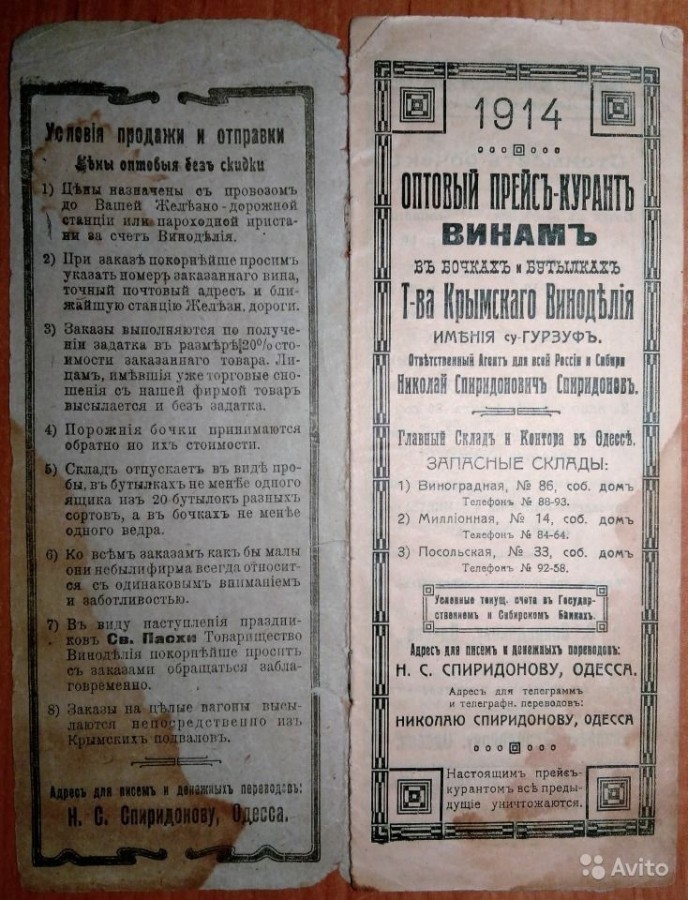 Условія продажи и отправки
Цѣны оптовыя безъ скидки
1) Цѣны назначены съ провозомъ
до Вашей Желѣзно-дорожной
станціи или пароходной пристани
ни за счетъ Винодѣлія.
2) При заказѣ покорнѣйше просимъ
указать номеръ заказаннаго вина,
точный почтовый адресъ и бли-
жайшую станцію Желѣзн. дороги.
3) Заказы выполняются по получе-
ніи задатка въ размѣрѣ 20% сто-
имости заказаннаго товара. Ли-
цамъ, имѣвшія уже торговые сно-
шенія съ нашей фирмой товаръ
высылается и безъ задатка.
4) Порожнія бочки принимаются
обратно по ихъ стоимости.
5) Складъ отпускаетъ въ видѣ про-
бы, въ бутылкахъ не менѣе одного
ящика изъ 20 бутылокъ разныхъ
сортовъ, а въ бочкахъ не менѣе
одного ведра.
6) Ко всѣмъ заказамъ какъ бы малы
они небыли фирма всегда относит-
ся съ одинаковымъ вниманіемъ
и заботливостью.
7) Въ виду наступленія праздни-
ковъ Св. Пасхи Товарищество
Винодѣлія покорнѣйше проситъ
съ заказами обращаться забла-
говременно.
8) Заказы на цѣлые вагоны высы-
лаются непосредственно изъ
Крымскихъ подваловъ.
Адресъ для писемъ и денежныхъ переводовъ:
Н. С. Спиридонову, Одесса.
1914
ОПТОВЫЙ ПРЕЙСЪ-КУРАНТЪ
ВИНАМЪ
ВЪ БОЧКАХЪ и БУТЫЛКАХЪ
Т-ва Крымскаго Винодѣлія
ИМѢНІЯ су-ГУРЗУФЪ.
Отвѣтственный Агентъ для всей Россіи и Сибири
Николай Спиридоновичъ Спиридоновъ.
Главный Складъ и Контора въ Одессѣ.
ЗАПАСНЫЕ СКЛАДЫ:
1) Виноградная, № 86, соб. домъ
Телефонъ № 88-93.
2) Милліонная, № 14, соб. домъ
Телефонъ № 84-64.
3) Посольская, № 33, соб. домъ
Телефонъ № 92-58.
Условные текущ. счета въ Государ-
ственномъ и Сибирскомъ Банкахъ.
Адресъ для писемъ и денежныхъ переводовъ:
Н. С. СПИРИДОНОВУ, ОДЕССА.
Адресъ для телеграммъ
и телеграфн. переводовъ:
НИКОЛАЮ СПИРИДОНОВУ, ОДЕССА
Настоящимъ прейсъ-
курантомъ всѣ преды-
дущіе уничтожаются.
Avito